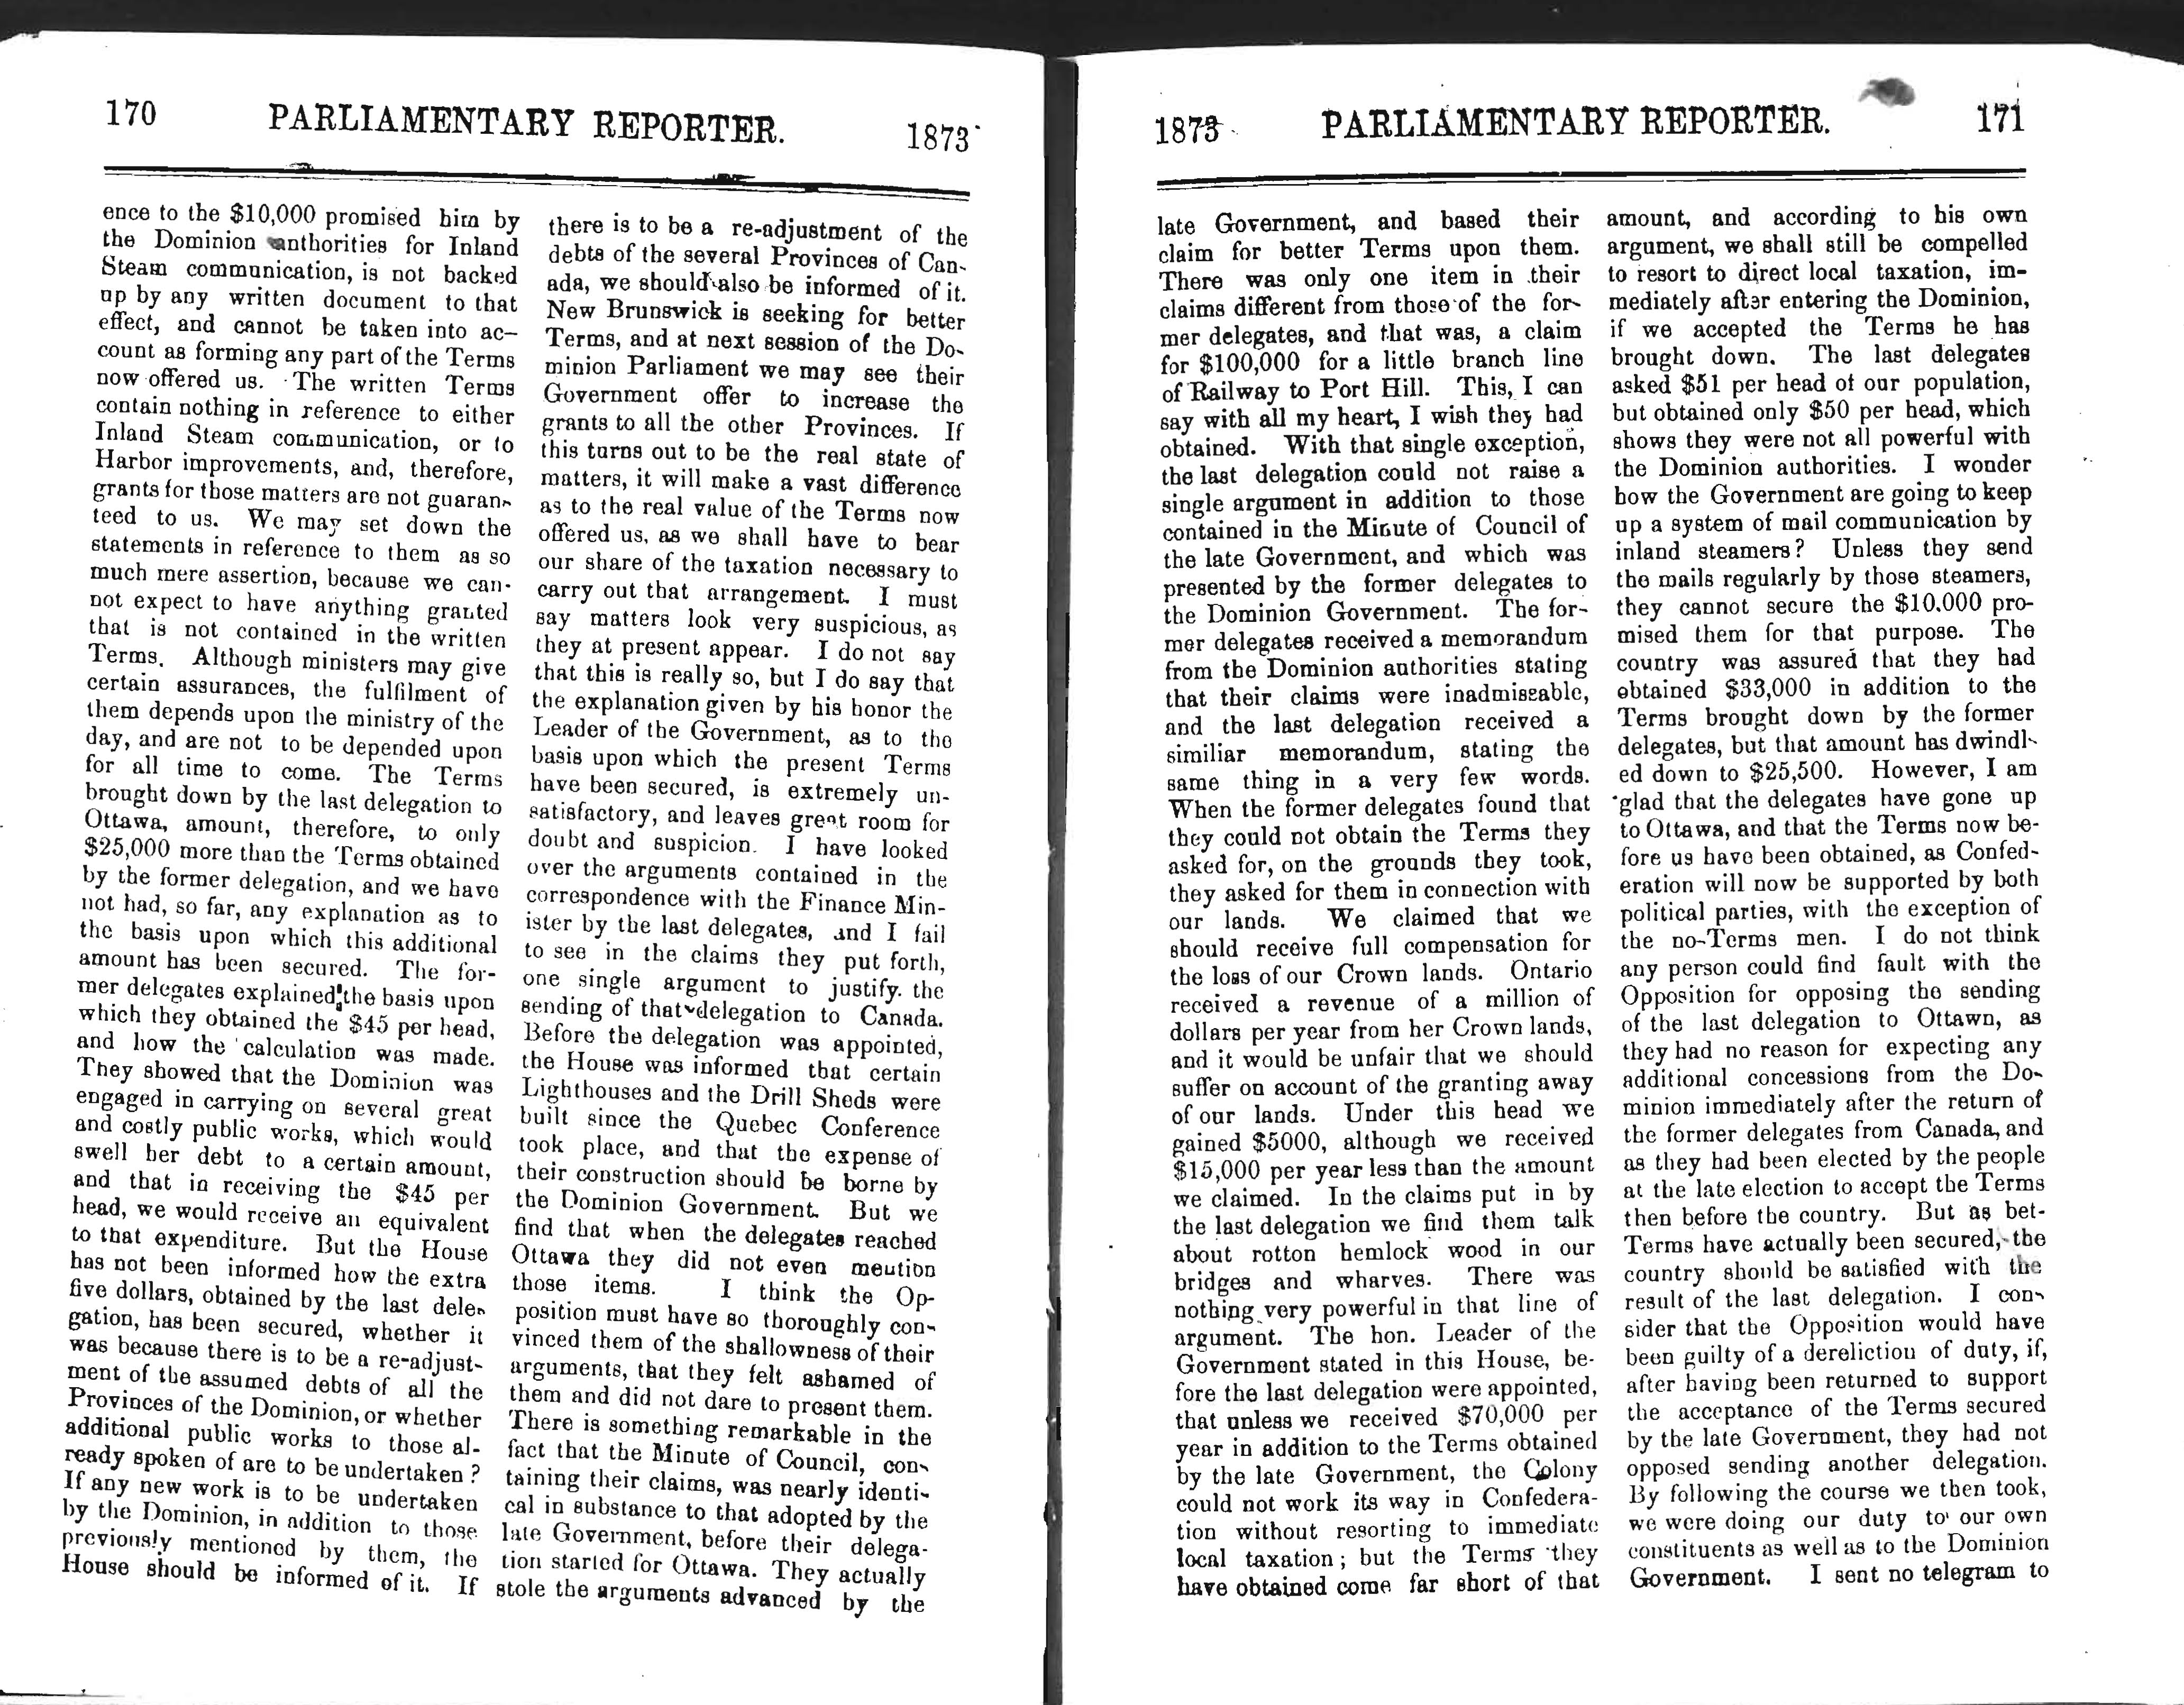 170 PARLIAMENTARY REPORTER. 1873
ence to the $10,000 promised him by
the Dominion anthorities for Inland
Steam communication, is not backed
up by any written document to that
effect, and cannot be taken into ac-
count as forming any part of the Terms
now offered us. The written Terms
contain nothing in reference to either
Inland Steam communication, or to
Harbor improvements, and, therefore,
grants for those matters are not guaran-
teed to us. We may set down the
statements in reference to them as so
much mere assertion, because we can-
not expect to have anything granted
that is not contained in the written
Terms. Although ministers may give
certain assurances, the fulfilment of
them depends upon the ministry of the
day, and are not to be depended upon
for all time to come. The Terms
brought down by the last delegation to
Ottawa, amount, therefore, to only
$25,000 more than the Terms obtained
by the former delegation, and we have
not had, so far, any explanation as to
the basis upon which this additional
amount has been secured. The for-
mer delegates explained the basis upon
which they obtained the $45 per head,
and how the calculation was made.
They showed that the Dominion was
engaged in carrying on several great
and costly public works, which would
swell her debt to a certain amount,
and that in receiving the $45 per
head, we would receive an equivalent
to that expenditure. But the House
has not been informed how the extra
five dollars, obtained by the last dele-
gation, has been secured, whether it
was because there is to be a re-adjust-
ment of the assumed debts of all the
Provinces of the Dominion, or whether
additional public works to those al-
ready spoken of are to be undertaken?
If any new work is to be undertaken
by the Dominion, in addition to those
previously mentioned by them, the
House should be informed of it. If
there is to be a re-adjustment of the
debts of the several Provinces of Can-
ada, we should also be informed of it.
New Brunswick is seeking for better
Terms, and at next session of the Do-
minion Parliament we may see their
Government offer to increase the
grants to all the other Provinces. If
this turns out to be the real state of
matters, it will make a vast difference
as to the real value of the Terms now
offered us, as we shall have to bear
our share of the taxation necessary to
carry out that arrangement. I must
say matters look very suspicious, as
they at present appear. I do not say
that this is really so, but I do say that
the explanation given by his honor the
Leader of the Government, as to the
basis upon which the present Terms
have been secured, is extremely un-
satisfactory, and leaves great room for
doubt and suspicion. I have looked
over the arguments contained in the
correspondence with the Finance Min-
ister by the last delegates, and I fail
to see in the claims they put forth,
one single argument to justify. the
sending of that delegation to Canada.
Before the delegation was appointed,
the House was informed that certain
Lighthouses and the Drill Sheds were
built since the Quebec Conference
took place, and that the expense of
their construction should be borne by
the Dominion Government. But we
find that when the delegates reached
Ottawa they did not even mention
those items. I think the Op-
position must have so thoroughly con-
vinced them of the shallowness of their
arguments, that they felt ashamed of
them and did not dare to present them.
There is something remarkable in the
fact that the Minute of Council, con-
taining their claims, was nearly identi-
cal in substance to that adopted by the
late Government, before their delega-
tion started for Ottawa. They actually
stole the arguments advanced by the
1873 PARLIAMENTARY REPORTER. 171
late Government, and based their
claim for better Terms upon them.
There was only one item in their
claims different from those of the for-
mer delegates, and that was, a claim
for $100,000 for a little branch line
of Railway to Port Hill. This, I can
say with all my heart, I wish they had
obtained. With that single exception,
the last delegation could not raise a
single argument in addition to those
contained in the Minute of Council of
the late Government, and which was
presented by the former delegates to
the Dominion Government. The for-
mer delegates received a memorandum
from the Dominion authorities stating
that their claims were inadmiseable,
and the last delegation received a
similiar memorandum, stating the
same thing in a very few words.
When the former delegates found that
they could not obtain the Terms they
asked for, on the grounds they took,
they asked for them in connection with
our lands. We claimed that we
should receive full compensation for
the loss of our Crown lands. Ontario
received a revenue of a million of
dollars per year from her Crown lands,
and it would be unfair that we should
suffer on account of the granting away
of our lands. Under this head we
gained $5000, although we received
$15,000 per year less than the amount
we claimed. In the claims put in by
the last delegation we find them talk
about rotton hemlock wood in our
bridges and wharves. There was
nothing very powerful in that line of
argument. The hon. Leader of the
Government stated in this House, be-
fore the last delegation were appointed,
that unless we received $70,000 per
year in addition to the Terms obtained
by the late Government, the Colony
could not work its way in Confedera-
tion without resorting to immediate
local taxation; but the Terms they
have obtained come far short of that
amount, and according to his own
argument, we shall still be compelled
to resort to direct local taxation, im-
mediately after entering the Dominion,
if we accepted the Terms he has
brought down. The last delegates
asked $51 per head of our population,
but obtained only $50 per head, which
shows they were not all powerful with
the Dominion authorities. I wonder
how the Government are going to keep
up a system of mail communication by
inland steamers? Unless they send
the mails regularly by those steamers,
they cannot secure the $10.000 pro-
mised them for that purpose. The
country was assured that they had
obtained $33,000 in addition to the
Terms brought down by the former
delegates, but that amount has dwindl-
ed down to $25,500. However, I am
glad that the delegates have gone up
to Ottawa, and that the Terms now be-
fore us have been obtained, as Confed-
eration will now be supported by both
political parties, with the exception of
the no-Terms men. I do not think
any person could find fault with the
Opposition for opposing the sending
of the last delegation to Ottawn, as
they had no reason for expecting any
additional concessions from the Do-
minion immediately after the return of
the former delegates from Canada, and
as they had been elected by the people
at the late election to accept the Terms
then before the country. But as bet-
Terms have actually been secured, the
country should be satisfied with the
result of the last delegation. I con-
sider that the Opposition would have
been guilty of a dereliction of duty, if,
after having been returned to support
the acceptance of the Terms secured
by the late Government, they had not
opposed sending another delegation.
By following the course we then took,
we were doing our duty to our own
constituents as well as to the Dominion
Government. I sent no telegram to